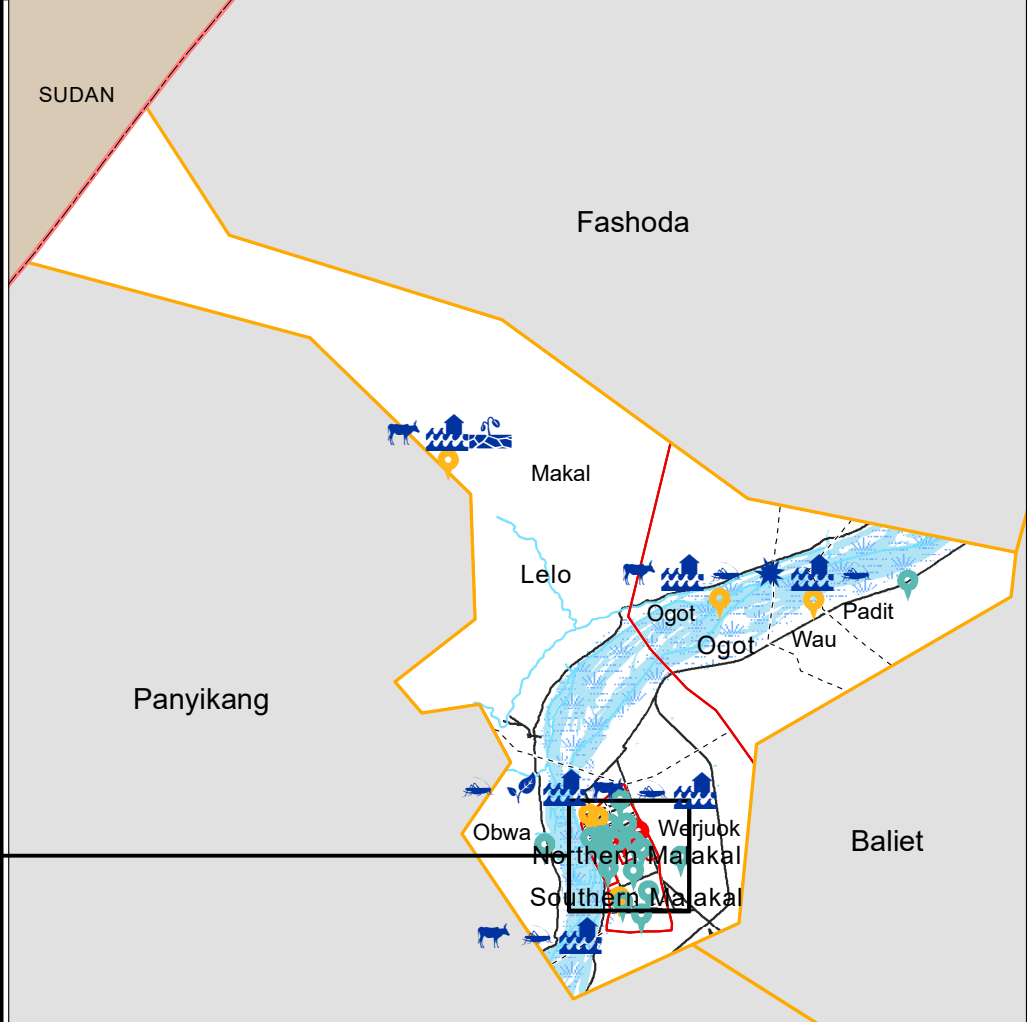 SUDAN
Fashoda
Makal
Lelo
Ogot
Padit
Ogot
Wau
Panyikang
Obwa
Werjuok
Baliet
Northern Malakal
Southern Malakal